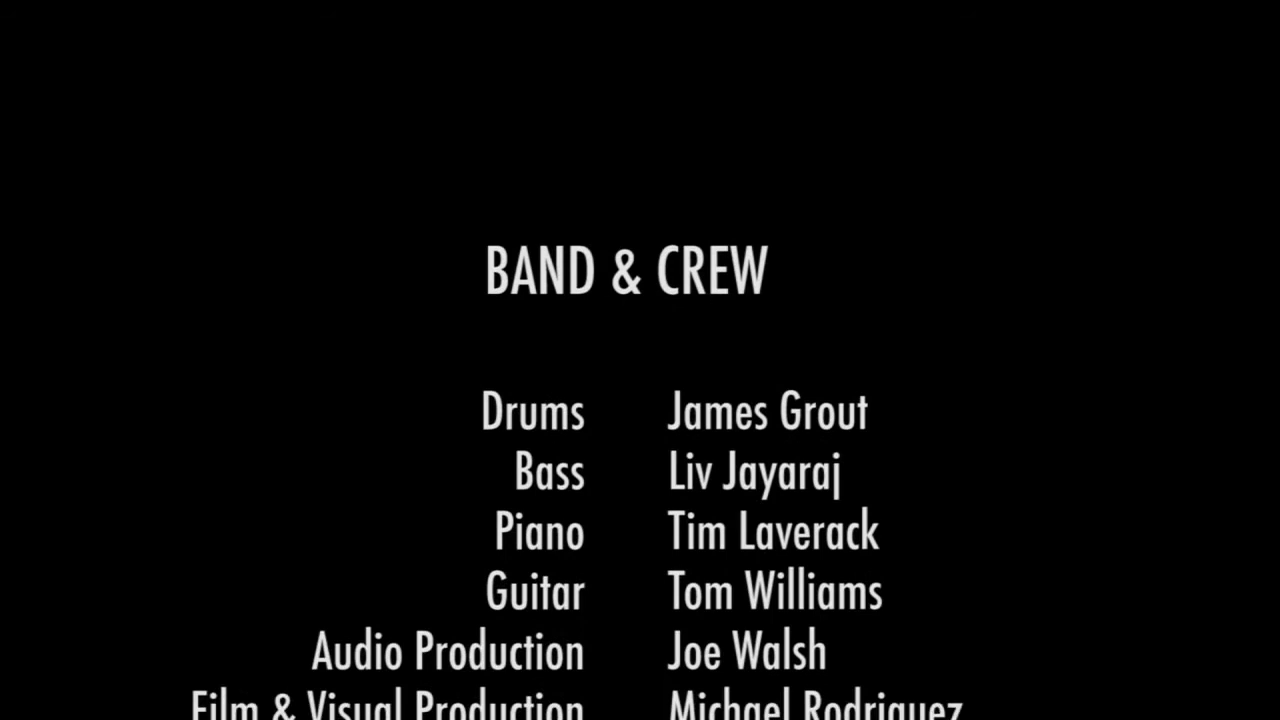 BAND & CREW
Drums James Grout
Bass Liv Jayaraj
Piano Tim Laverack
Guitar Tom Williams
Audio Production Joe Walsh
Film & Visual Production Michael Rodriguez